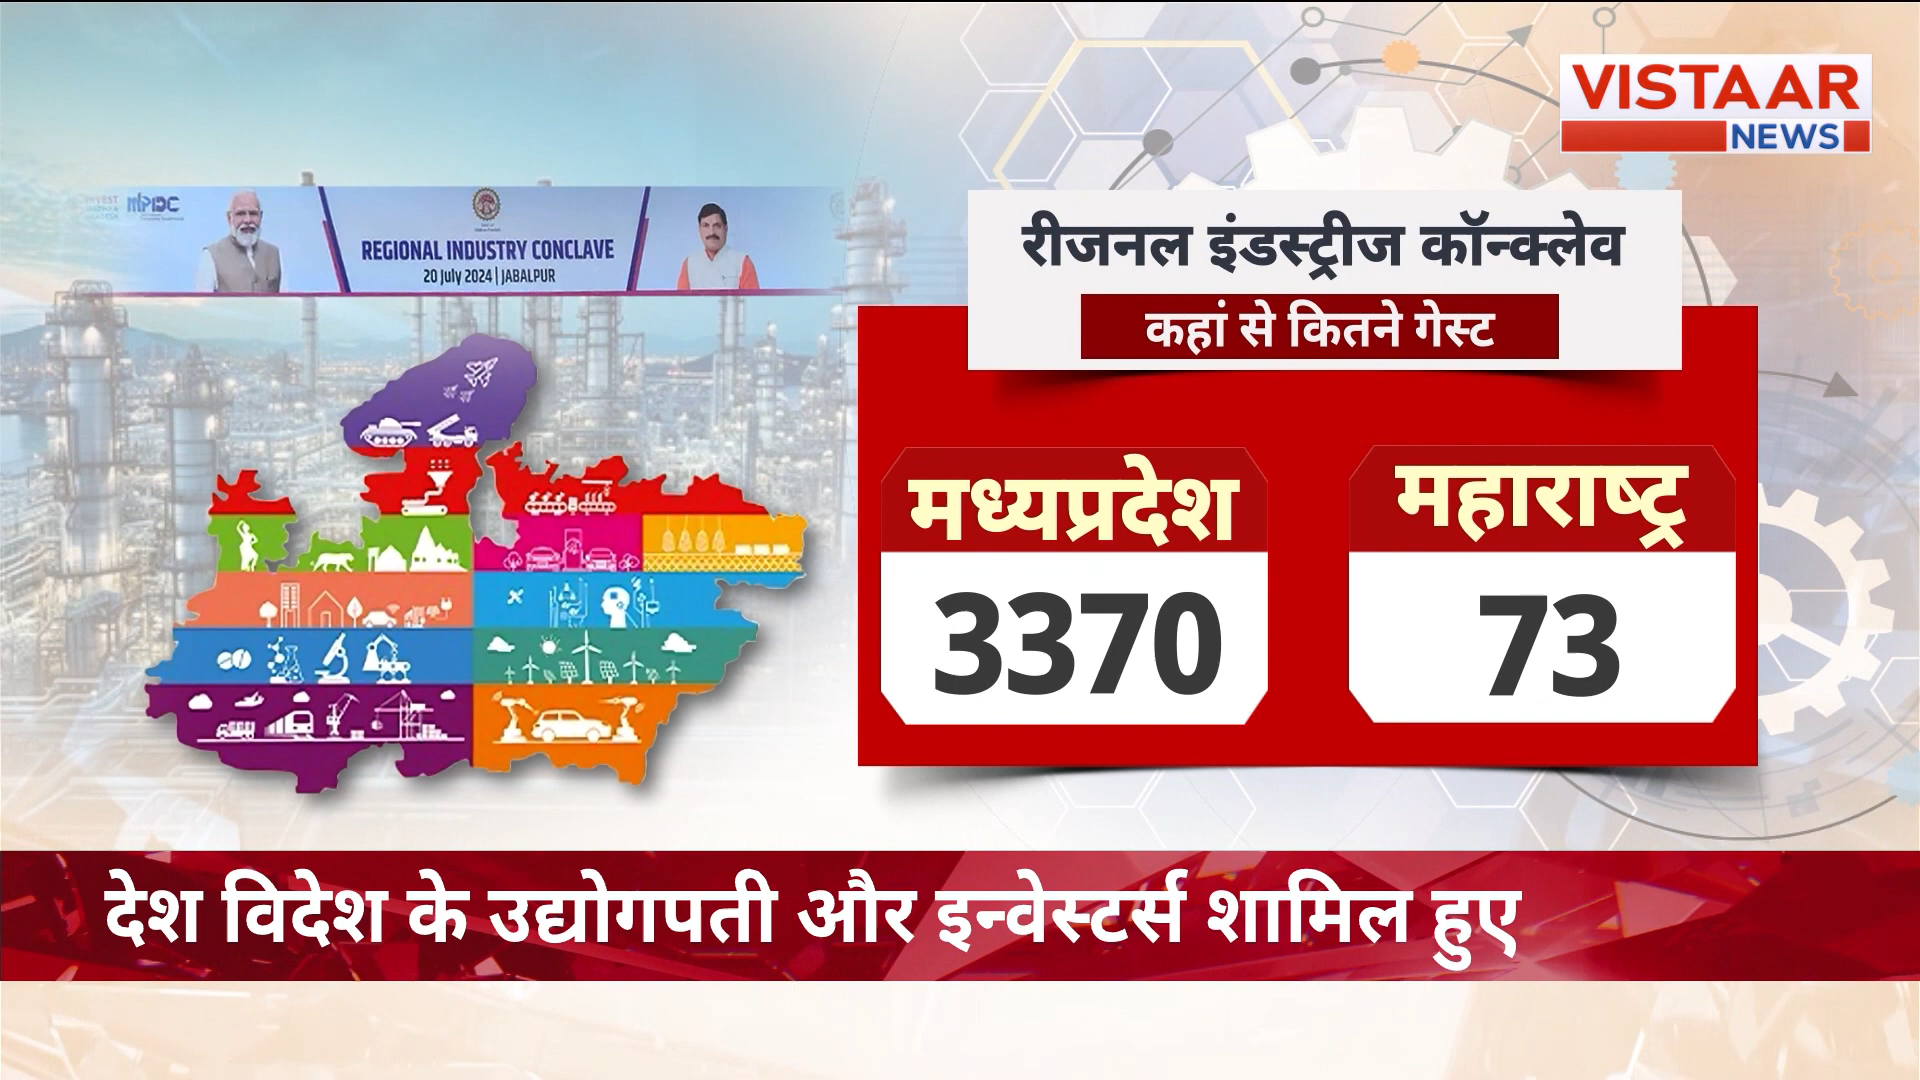 VISTAAR
NEWS
INVEST
MPIDC
REGIONAL INDUSTRY CONCLAVE
20 July 2024 | JABALPUR
रीजनल इंडस्ट्रीज कॉन्क्लेव
कहां से कितने गेस्ट
मध्यप्रदेश
3370
महाराष्ट्र
73
देश विदेश के उद्योगपती और इन्वेस्टर्स शामिल हुए